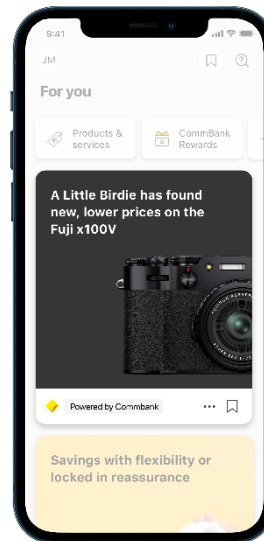 9:41
JM
For you
Products &
services
CommBank
Rewards
A Little Birdie has found
new, lower prices on the
Fuji x100V
Powered by Commbank
Savings with flexibility or
locked in reassurance